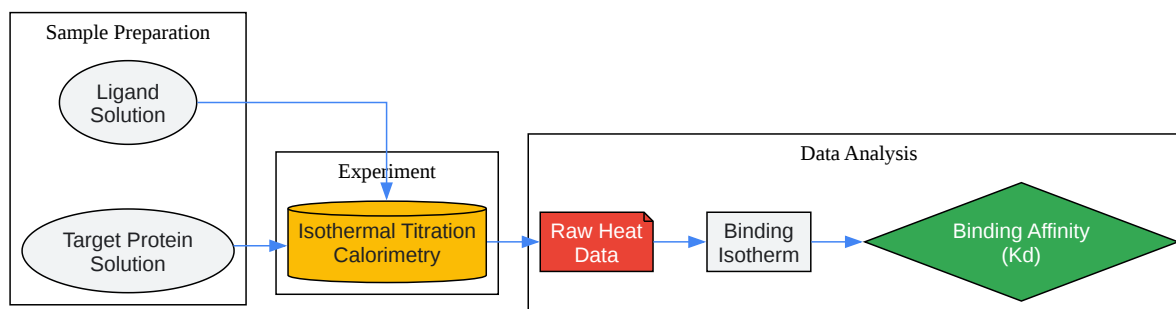 Sample Preparation
Ligand
Solution
Target Protein
Solution
Experiment
Isothermal Titration
Calorimetry
Data Analysis
Raw Heat
Data
Binding
Isotherm
Binding Affinity
(Kd)